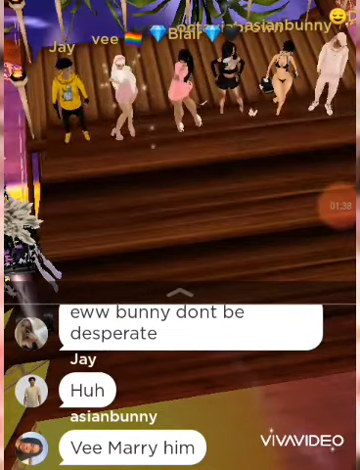 Jay
vee
Blair
asianbunny
01:38
eww bunny dont be
desperate
Jay
Huh
asianbunny
Vee Marry him
VIVAVIDEO